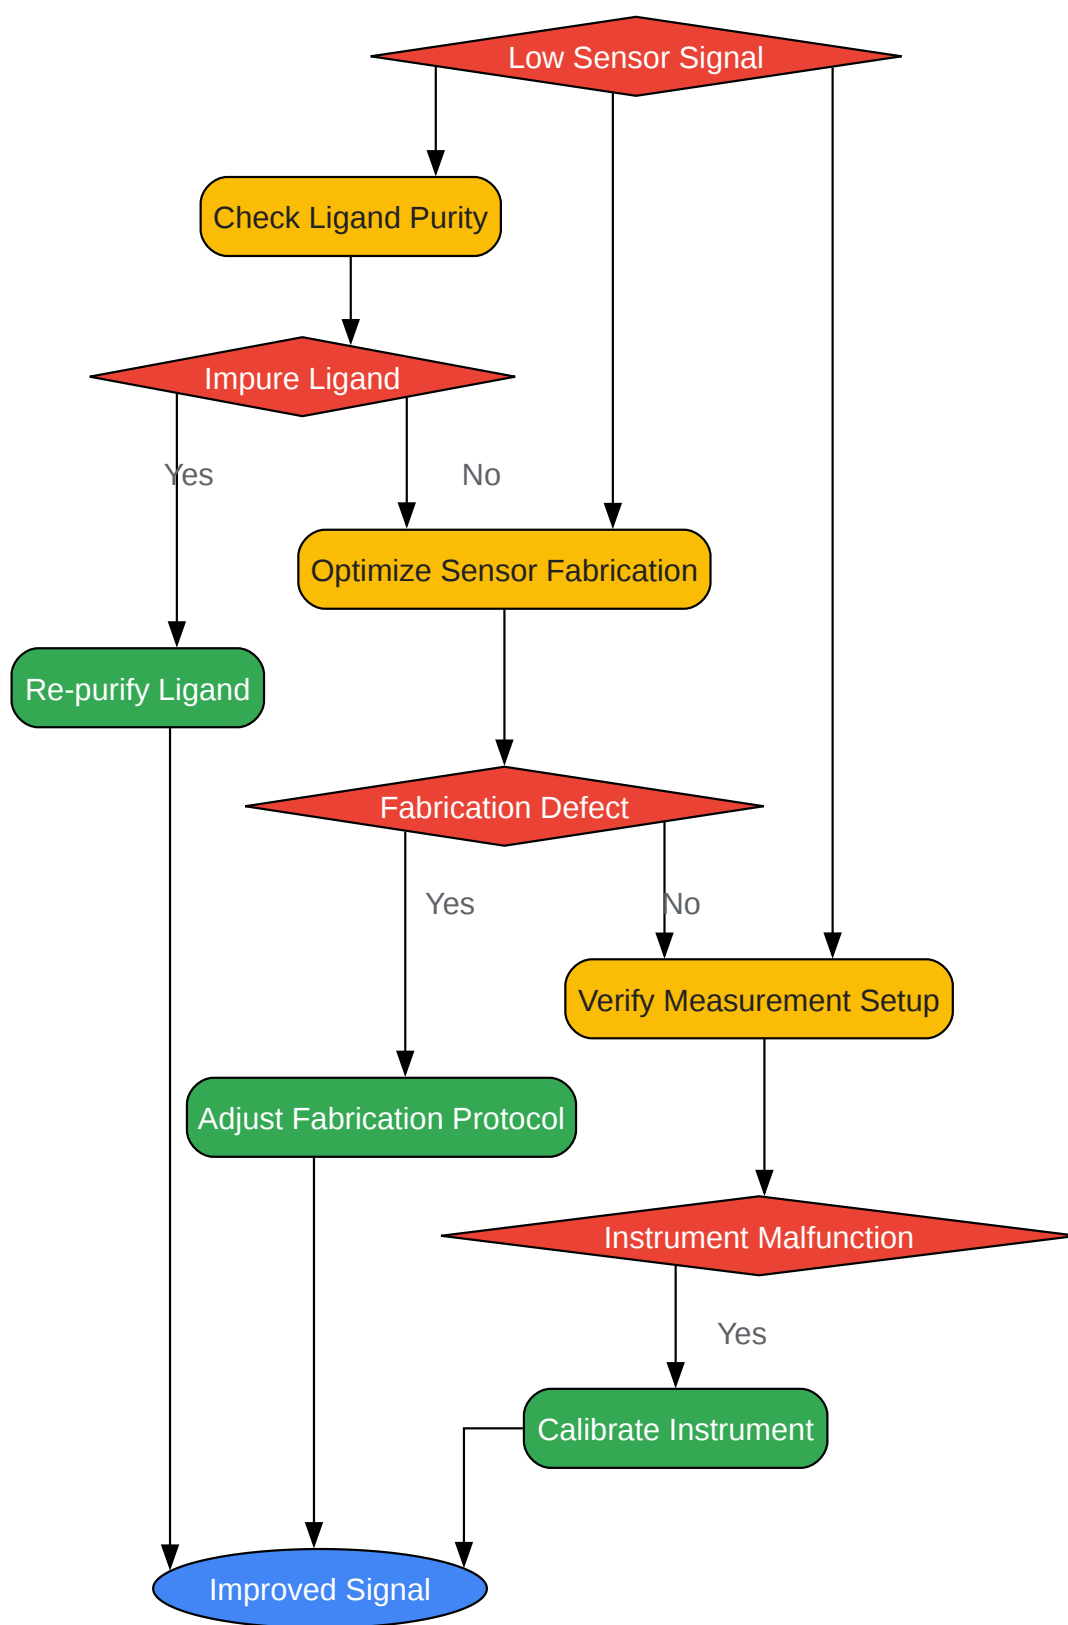 Low Sensor Signal
Check Ligand Purity
Impure Ligand
Yes
No
Optimize Sensor Fabrication
Re-purify Ligand
Fabrication Defect
Yes
No
Verify Measurement Setup
Adjust Fabrication Protocol
Instrument Malfunction
Yes
Calibrate Instrument
Improved Signal